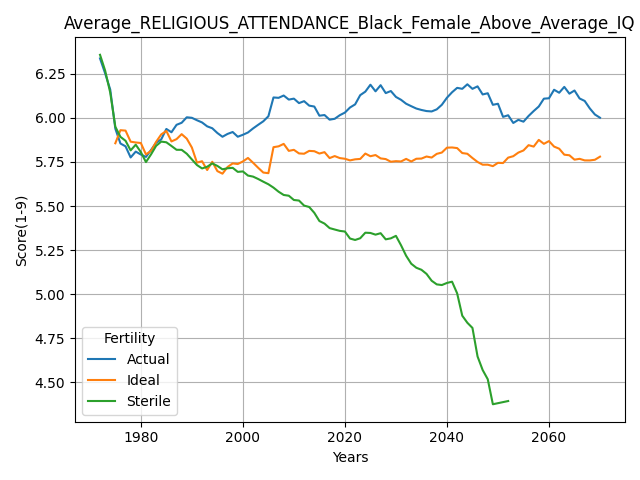 Average_RELIGIOUS_ATTENDANCE_Black_Female_Above_Average_IQ
6.25
6.00
5.75
5.50
5.25
5.00
4.75
4.50
Score(1-9)
Fertility
Actual
Ideal
Sterile
1980
2000
2020
2040
2060
Years